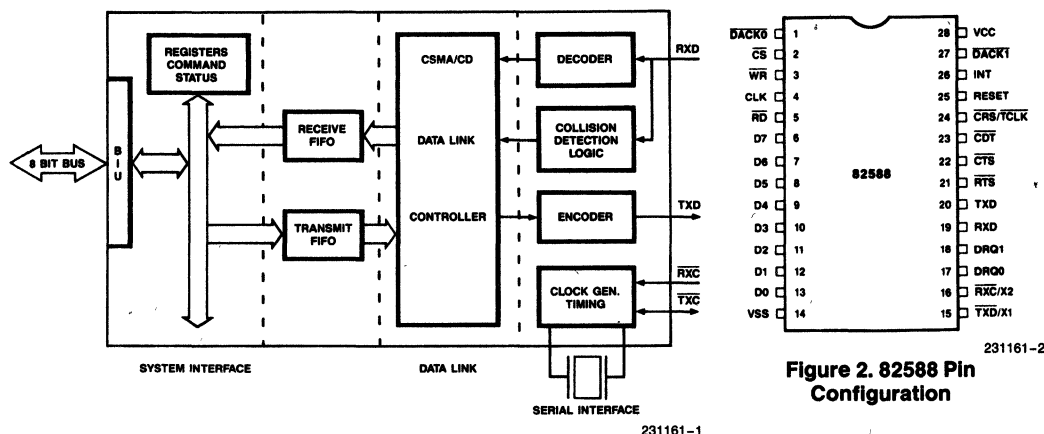 REGISTERS
COMMAND
STATUS
8 BIT BUS
B
I
U
RECEIVE
FIFO
TRANSMIT
FIFO
CSMA/CD
DATA LINK
CONTROLLER
DECODER
RXD
COLLISION
DETECTION
LOGIC
ENCODER
TXD
CLOCK GEN.
TIMING
RXC
TXC
SYSTEM INTERFACE
DATA LINK
SERIAL INTERFACE
231161-1
DACK0 1
CS 2
WR 3
CLK 4
RD 5
D7 6
D6 7
D5 8
D4 9
D3 10
D2 11
D1 12
D0 13
VSS 14
82588
28 VCC
27 DACK1
26 INT
25 RESET
24 CRS/TCLK
23 CDT
22 CTS
21 RTS
20 TXD
19 RXD
18 DRQ1
17 DRQ0
16 RXC/X2
15 TXD/X1
231161-2
Figure 2. 82588 Pin
Configuration